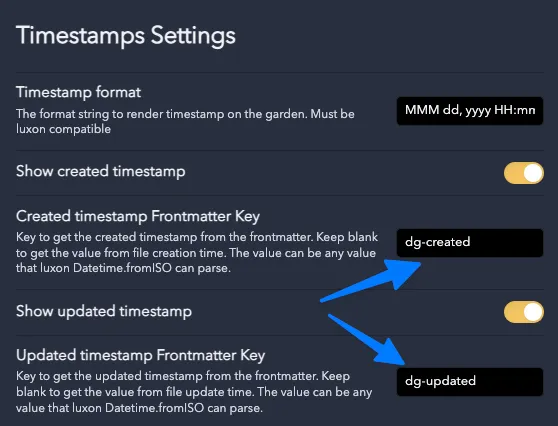 Timestamps Settings
Timestamp format
The format string to render timestamp on the garden. Must be
luxon compatible
MMM dd, yyyy HH:mm
Show created timestamp
Created timestamp Frontmatter Key
Key to get the created timestamp from the frontmatter. Keep blank
to get the value from file creation time. The value can be any value
that luxon Datetime.fromISO can parse.
dg-created
Show updated timestamp
Updated timestamp Frontmatter Key
Key to get the updated timestamp from the frontmatter. Keep
blank to get the value from file update time. The value can be any
value that luxon Datetime.fromISO can parse.
dg-updated